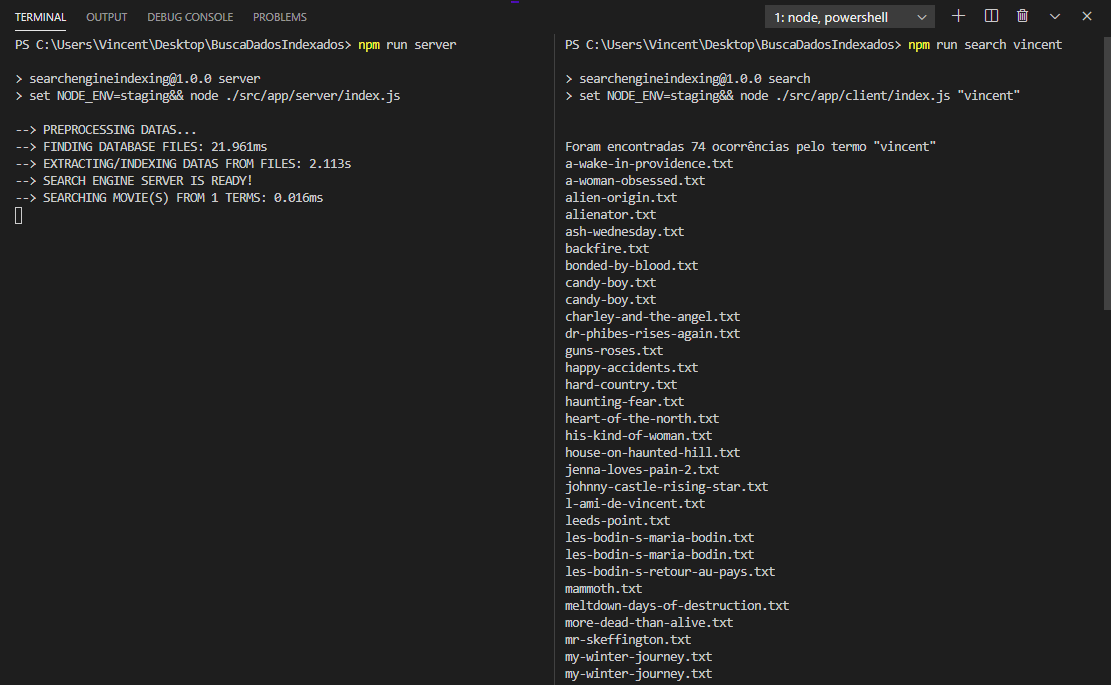 TERMINAL OUTPUT DEBUG CONSOLE PROBLEMS 1: node, powershell
PS C:\Users\Vincent\Desktop\BuscaDadosIndexados> npm run server
> searchengineindexing@1.0.0 server
> set NODE_ENV=staging&& node ./src/app/server/index.js
--> PREPROCESSING DATAS...
--> FINDING DATABASE FILES: 21.961ms
--> EXTRACTING/INDEXING DATAS FROM FILES: 2.113s
--> SEARCH ENGINE SERVER IS READY!
--> SEARCHING MOVIE(S) FROM 1 TERMS: 0.016ms
PS C:\Users\Vincent\Desktop\BuscaDadosIndexados> npm run search vincent
> searchengineindexing@1.0.0 search
> set NODE_ENV=staging&& node ./src/app/client/index.js "vincent"
Foram encontradas 74 ocorrências pelo termo "vincent"
a-wake-in-providence.txt
a-woman-obsessed.txt
alien-origin.txt
alienator.txt
ash-wednesday.txt
backfire.txt
bonded-by-blood.txt
candy-boy.txt
candy-boy.txt
charley-and-the-angel.txt
dr-phibes-rises-again.txt
guns-roses.txt
happy-accidents.txt
hard-country.txt
haunting-fear.txt
heart-of-the-north.txt
his-kind-of-woman.txt
house-on-haunted-hill.txt
jenna-loves-pain-2.txt
johnny-castle-rising-star.txt
l-ami-de-vincent.txt
leeds-point.txt
les-bodin-s-maria-bodin.txt
les-bodin-s-maria-bodin.txt
les-bodin-s-retour-au-pays.txt
mammoth.txt
meltdown-days-of-destruction.txt
more-dead-than-alive.txt
mr-skeffington.txt
my-winter-journey.txt
my-winter-journey.txt